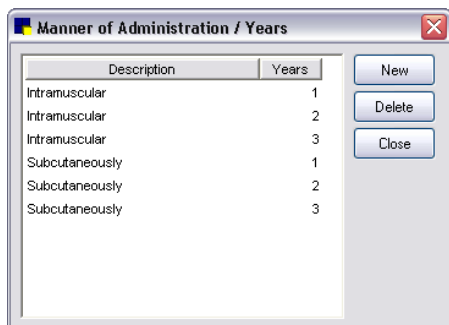 Manner of Administration / Years
Description Years New
Intramuscular 1
Intramuscular 2 Delete
Intramuscular 3 Close
Subcutaneously 1
Subcutaneously 2
Subcutaneously 3